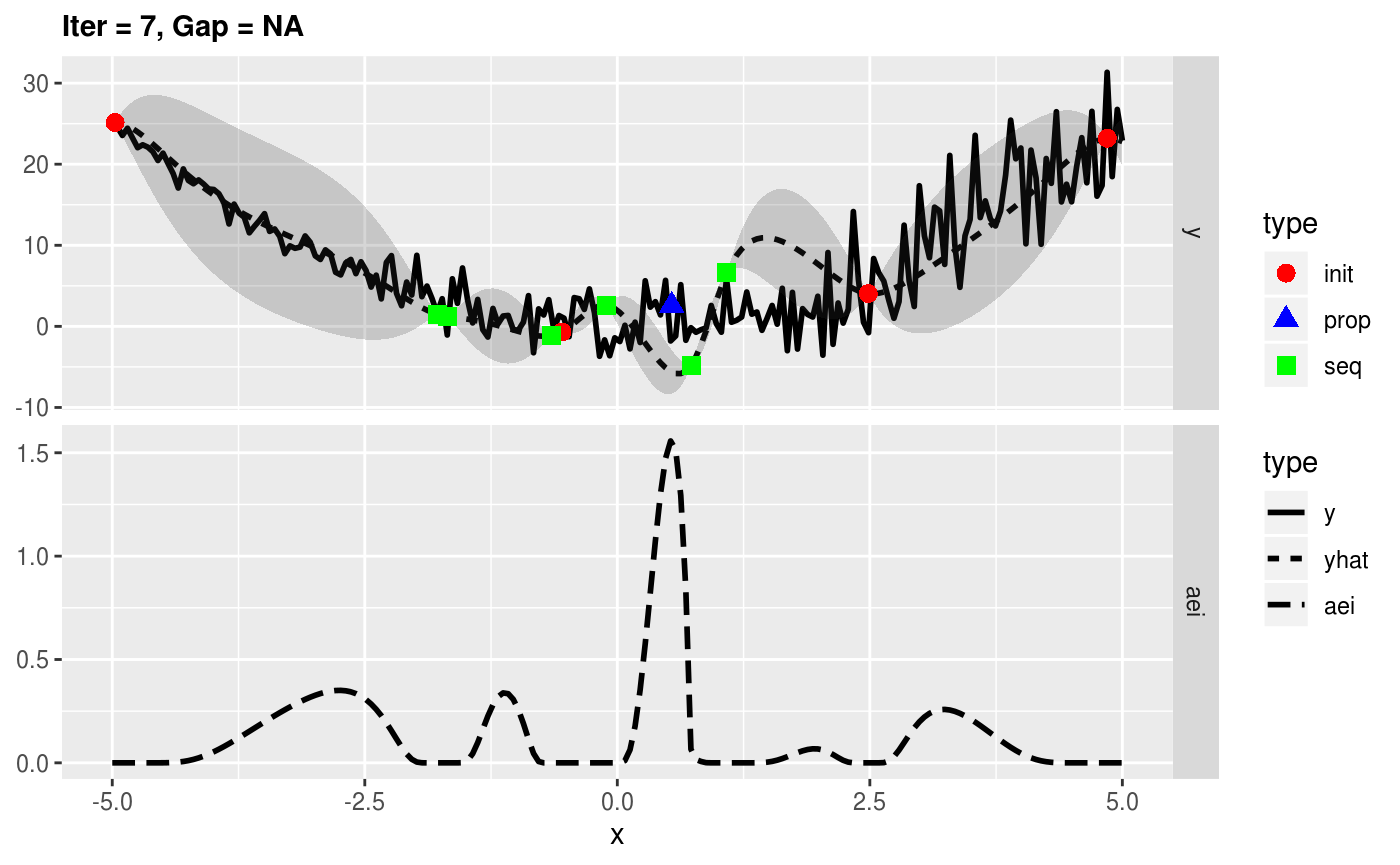 Iter = 7, Gap = NA
30
20
10
0
-10
y
1.5
1.0
0.5
0.0
aei
-5.0
-2.5
0.0
2.5
5.0
x
type
init
prop
seq
type
y
yhat
aei